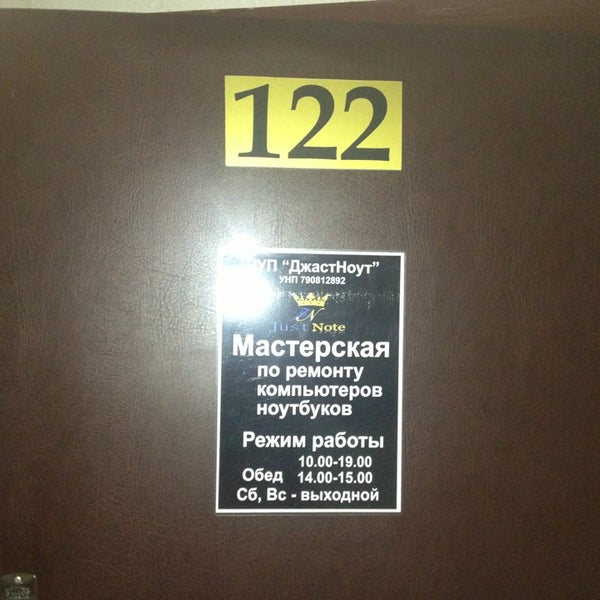 122
"ДжастНоут"
УНП 790812892
Just Note
Мастерская
по ремонту
компьютеров
ноутбуков
Режим работы
10.00-19.00
Обед 14.00-15.00
Сб, Вс - выходной